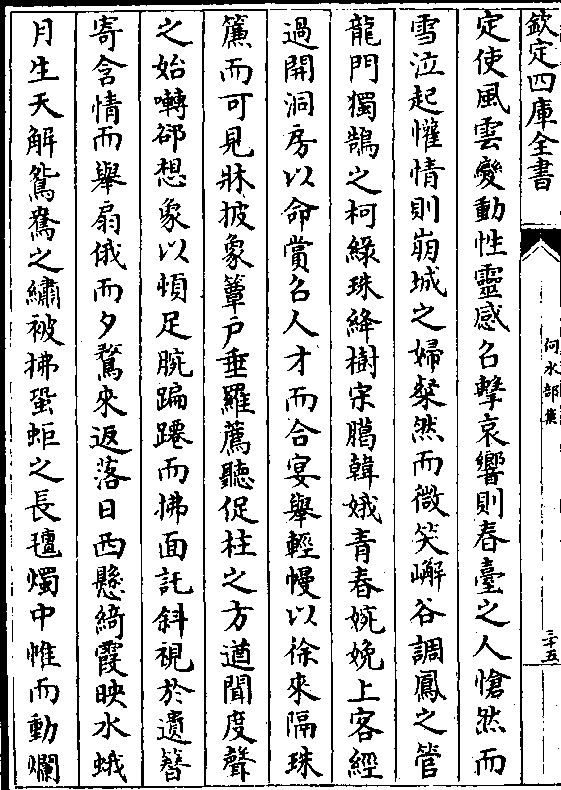 欽定四庫全書
何水部集
三十五
定使風雲變動性靈感召擊哀響則春臺之人愴然而
雪泣起懽情則崩城之婦粲然而微笑嶰谷調鳳之管
龍門獨鵠之柯綠珠絳樹宋臈韓娥青春婉娩上客經
過開洞房以命賞召人才而合宴舉輕幔以徐來隔珠
簾而可見牀披象簟戶垂羅薦聽促柱之方遒聞度聲
之始囀郤想象以頓足腕蹁躚而拂面託斜視於遺簪
寄含情而舉扇俄而夕騖來返落日西懸綺霞映水蛾
月生天解鴛鴦之繡被拂蛩蚷之長氊燭中帷而動爛